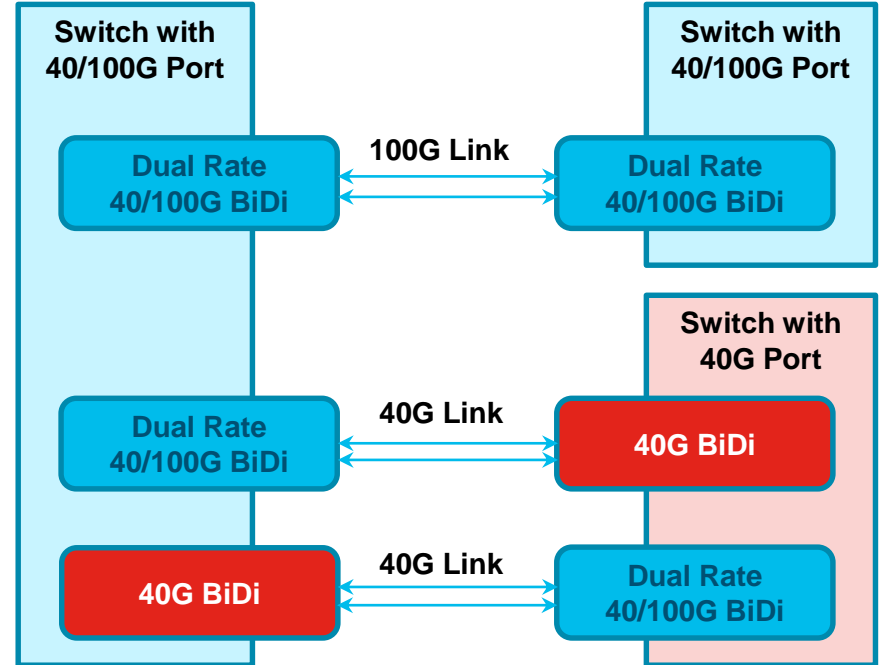 Switch with
40/100G Port
Switch with
40/100G Port
Dual Rate
40/100G BiDi
100G Link
Dual Rate
40/100G BiDi
Switch with
40G Port
Dual Rate
40/100G BiDi
40G Link
40G BiDi
40G BiDi
40G Link
Dual Rate
40/100G BiDi